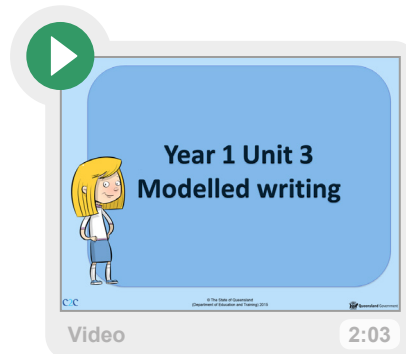 Year 1 Unit 3
Modelled writing
C2C
© The State of Queensland
(Department of Education and Training) 2015
Queensland Government
Video
2:03